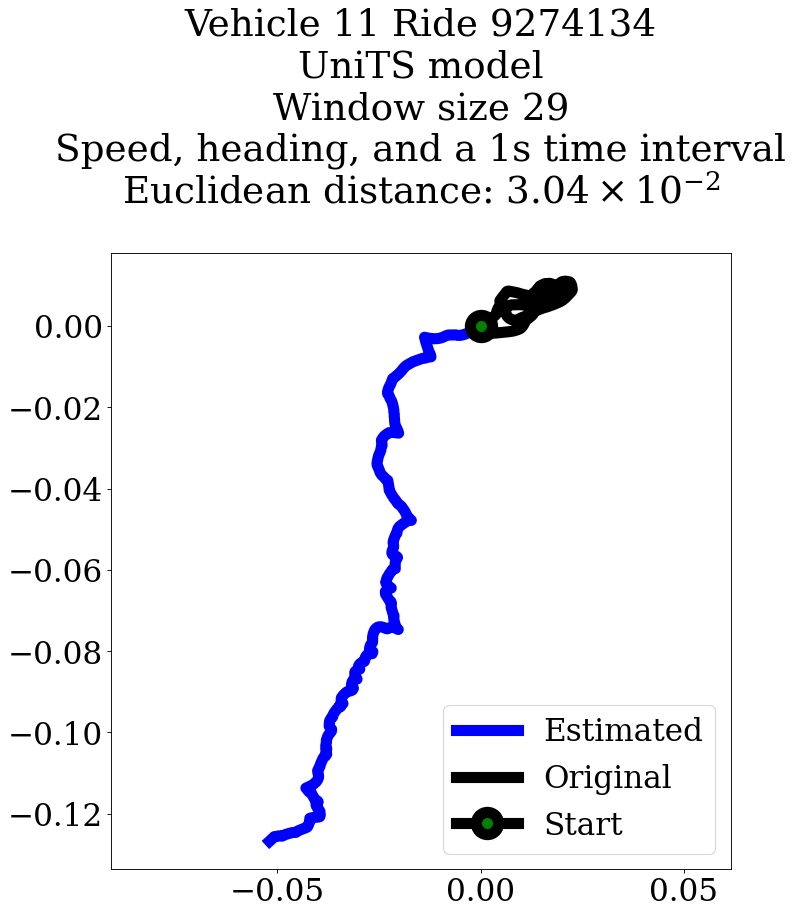 Vehicle 11 Ride 9274134
UniTS model
Window size 29
Speed, heading, and a 1s time interval
Euclidean distance: 3.04 × 10⁻²
0.00
−0.02
−0.04
−0.06
−0.08
−0.10
−0.12
Estimated
Original
Start
−0.05 0.00 0.05